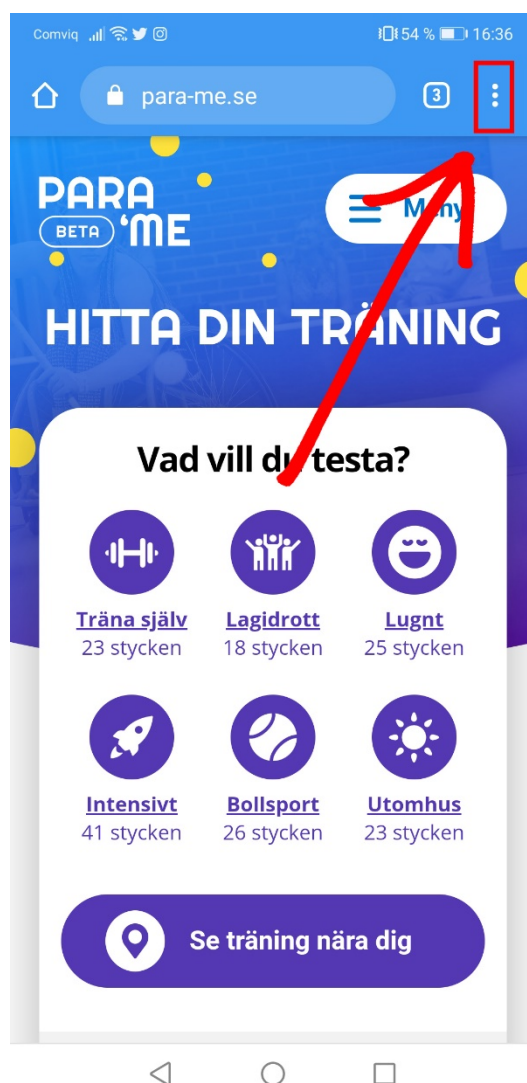 Comviq 54 % 16:36
para-me.se 3
PARA
BETA 'ME
Meny
HITTA DIN TRÄNING
Vad vill du testa?
Träna själv Lagidrott Lugnt
23 stycken 18 stycken 25 stycken
Intensivt Bollsport Utomhus
41 stycken 26 stycken 23 stycken
Se träning nära dig